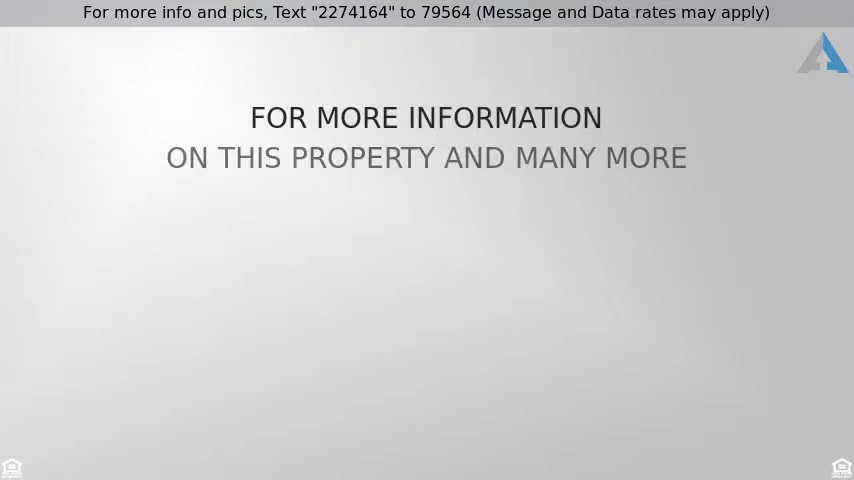 For more info and pics, Text "2274164" to 79564 (Message and Data rates may apply)
FOR MORE INFORMATION
ON THIS PROPERTY AND MANY MORE